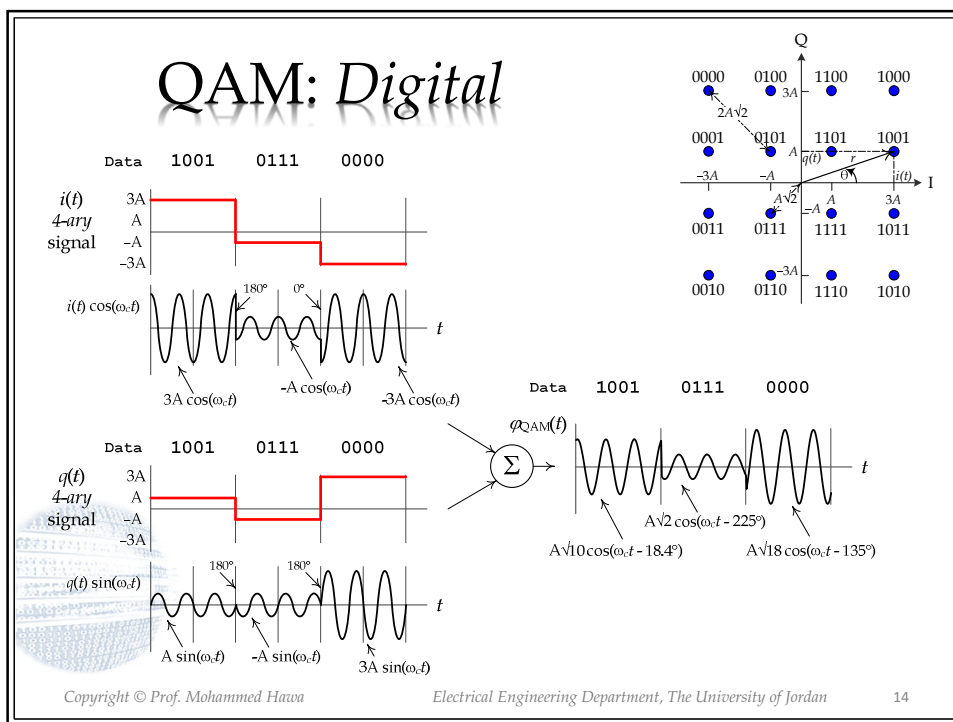 QAM: Digital
Data 1001 0111 0000
i(t)
4-ary
signal
3A
A
–A
–3A
i(t) cos(ωct)
180°
0°
t
3A cos(ωct)
-A cos(ωct)
-3A cos(ωct)
Data 1001 0111 0000
q(t)
4-ary
signal
3A
A
–A
–3A
q(t) sin(ωct)
180°
180°
t
A sin(ωct)
-A sin(ωct)
3A sin(ωct)
Q
0000 0100 1100 1000
3A
2A√2
0001 0101 1101 1001
A
q(t)
r
θ
i(t)
I
–3A
–A
A
3A
A√2
–A
0011 0111 1111 1011
–3A
0010 0110 1110 1010
Σ
Data 1001 0111 0000
φQAM(t)
t
A√2 cos(ωct - 225°)
A√10 cos(ωct - 18.4°)
A√18 cos(ωct - 135°)
Copyright © Prof. Mohammed Hawa
Electrical Engineering Department, The University of Jordan
14